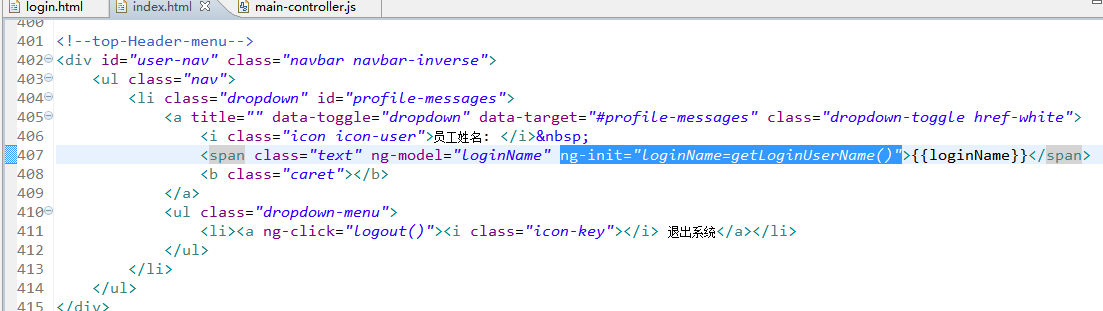 login.html index.html main-controller.js
400
401 <!--top-Header-menu-->
402 <div id="user-nav" class="navbar navbar-inverse">
403 <ul class="nav">
404 <li class="dropdown" id="profile-messages">
405 <a title="" data-toggle="dropdown" data-target="#profile-messages" class="dropdown-toggle href-white">
406 <i class="icon icon-user">员工姓名: </i>&nbsp;
407 <span class="text" ng-model="loginName" ng-init="loginName=getLoginUserName()">{{loginName}}</span>
408 <b class="caret"></b>
409 </a>
410 <ul class="dropdown-menu">
411 <li><a ng-click="logout()"><i class="icon-key"></i> 退出系统</a></li>
412 </ul>
413 </li>
414 </ul>
415 </div>